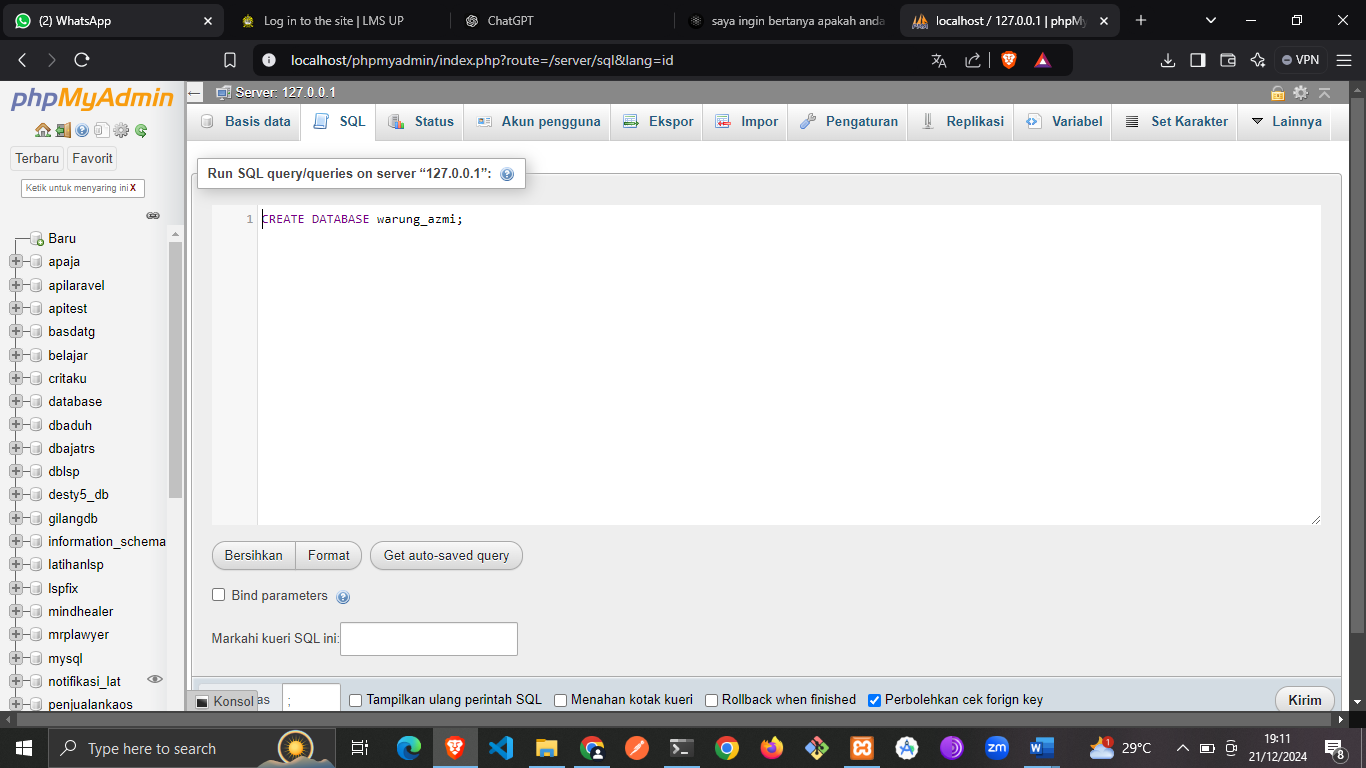 (2) WhatsApp
Log in to the site | LMS UP
ChatGPT
saya ingin bertanya apakah anda
localhost / 127.0.0.1 | phpMy
localhost/phpmyadmin/index.php?route=/server/sql&lang=id
VPN
phpMyAdmin
Terbaru Favorit
Ketik untuk menyaring ini X
Baru
apaja
apilaravel
apitest
basdatg
belajar
critaku
database
dbaduh
dbajatrs
dblsp
desty5_db
gilangdb
information_schema
latihanlsp
lspfix
mindhealer
mrplawyer
mysql
notifikasi_lat
penjualankaos
Server: 127.0.0.1
Basis data SQL Status Akun pengguna Ekspor Impor Pengaturan Replikasi Variabel Set Karakter Lainnya
Run SQL query/queries on server “127.0.0.1”:
1 CREATE DATABASE warung_azmi;
Bersihkan Format Get auto-saved query
Bind parameters
Markahi kueri SQL ini:
Konsol as ; Tampilkan ulang perintah SQL Menahan kotak kueri Rollback when finished Perbolehkan cek forign key Kirim
Type here to search
zm
29°C
19:11
21/12/2024
8